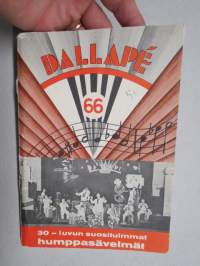 DALLAPÉ
66
30-luvun suosituimmat
humppasävelmät